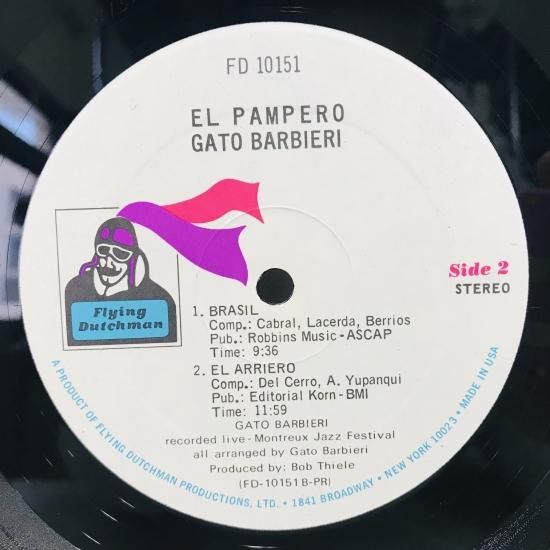 FD 10151
EL PAMPERO
GATO BARBIERI
Flying
Dutchman
Side 2
STEREO
1. BRASIL
Comp.: Cabral, Lacerda, Berrios
Pub.: Robbins Music-ASCAP
Time: 9:36
2. EL ARRIERO
Comp.: Del Cerro, A. Yupanqui
Pub.: Editorial Korn-BMI
Time: 11:59
GATO BARBIERI
recorded live-Montreux Jazz Festival
all arranged by Gato Barbieri
Produced by: Bob Thiele
(FD-10151 B-PR)
A PRODUCT OF FLYING DUTCHMAN PRODUCTIONS, LTD. • 1841 BROADWAY • NEW YORK 10023 • MADE IN USA